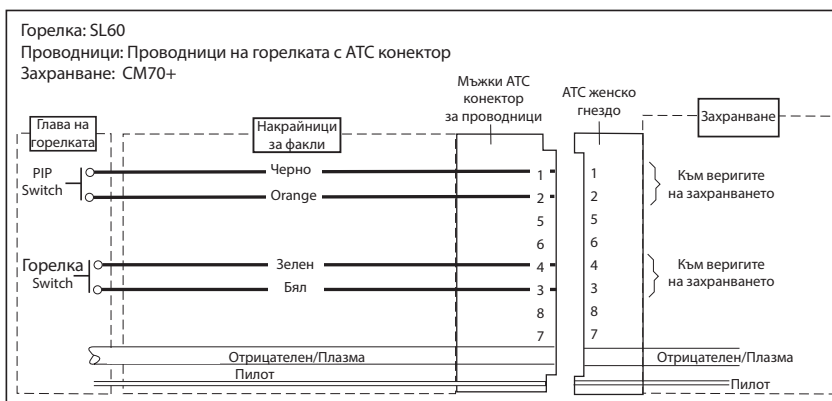 Горелка: SL60
Проводници: Проводници на горелката с ATC конектор
Захранване: CM70+
Мъжки ATC
конектор
за проводници
ATC женско
гнездо
Захранване
Глава на
горелката
Накрайници
за факли
PIP
Switch
Черно
1
1
Към веригите
на захранването
Orange
2
2
5
5
6
6
Горелка
Switch
Зелен
4
4
Към веригите
на захранването
Бял
3
3
8
8
7
7
Отрицателен/Плазма
Отрицателен/Плазма
Пилот
Пилот